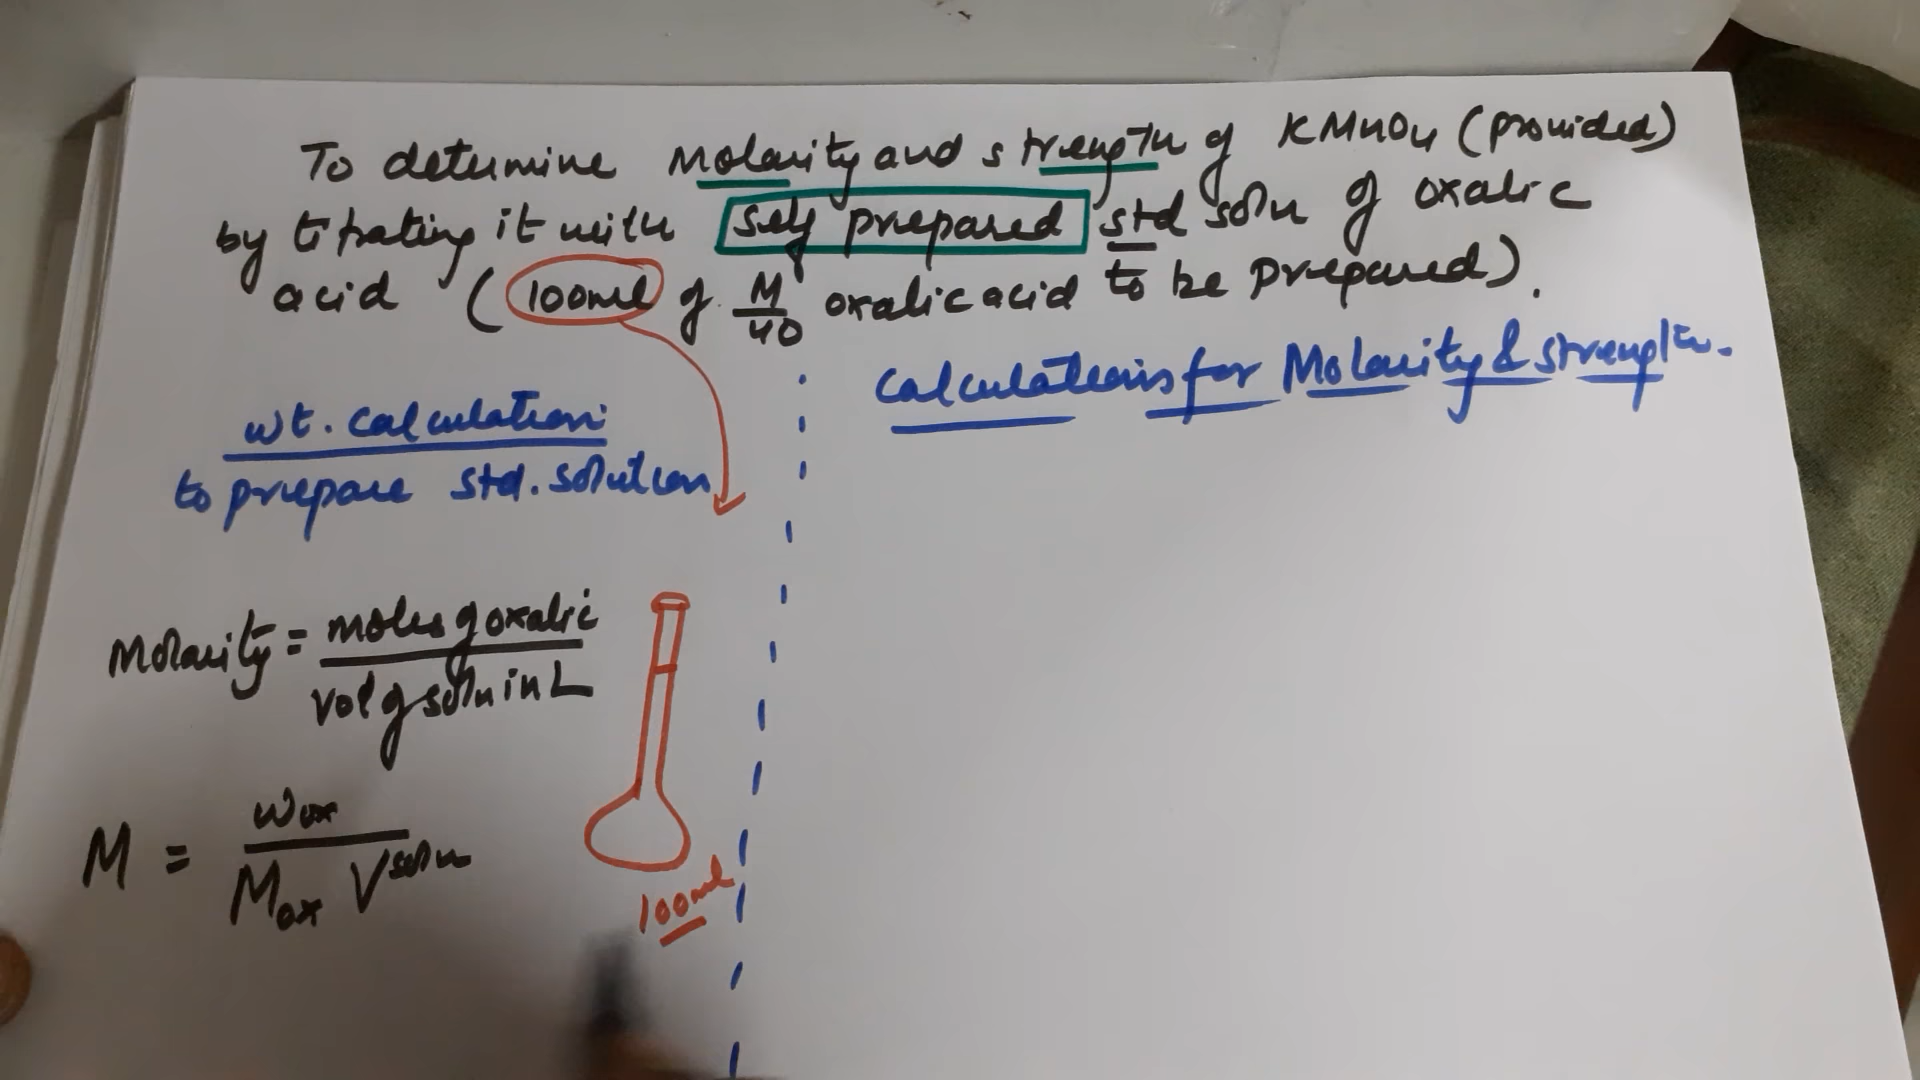 To determine Molarity and strength of KMnO4 (provided)
by titrating it with self prepared std soln of oxalic
acid (100ml of M/40 oxalic acid to be prepared).
Calculations for Molarity & strength.
wt. calculation
to prepare std. solution
Molarity = moles of oxalic / vol of soln in L
M = wox / Mox Vsoln
100ml